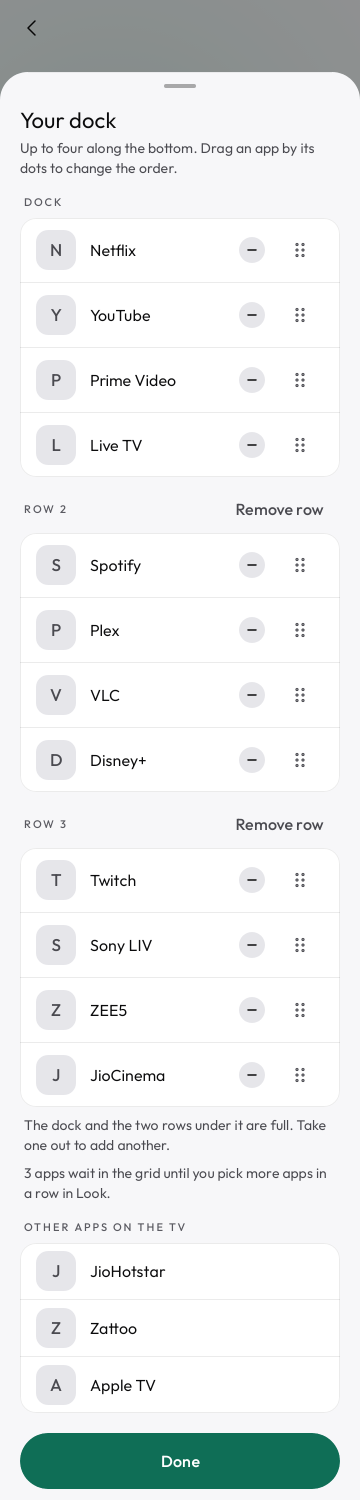 Your dock
Up to four along the bottom. Drag an app by its
dots to change the order.
DOCK
N Netflix
Y YouTube
P Prime Video
L Live TV
ROW 2 Remove row
S Spotify
P Plex
V VLC
D Disney+
ROW 3 Remove row
T Twitch
S Sony LIV
Z ZEE5
J JioCinema
The dock and the two rows under it are full. Take
one out to add another.
3 apps wait in the grid until you pick more apps in
a row in Look.
OTHER APPS ON THE TV
J JioHotstar
Z Zattoo
A Apple TV
Done